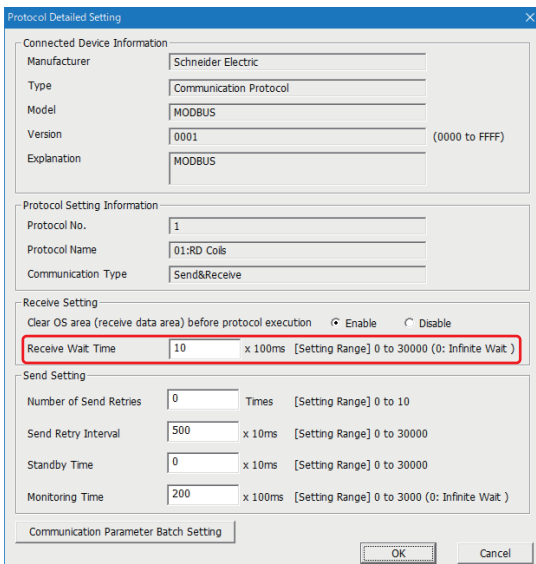 Protocol Detailed Setting
Connected Device Information
Manufacturer Schneider Electric
Type Communication Protocol
Model MODBUS
Version 0001 (0000 to FFFF)
Explanation MODBUS
Protocol Setting Information
Protocol No. 1
Protocol Name 01:RD Coils
Communication Type Send&Receive
Receive Setting
Clear OS area (receive data area) before protocol execution Enable Disable
Receive Wait Time 10 x 100ms [Setting Range] 0 to 30000 (0: Infinite Wait )
Send Setting
Number of Send Retries 0 Times [Setting Range] 0 to 10
Send Retry Interval 500 x 10ms [Setting Range] 0 to 30000
Standby Time 0 x 10ms [Setting Range] 0 to 30000
Monitoring Time 200 x 100ms [Setting Range] 0 to 3000 (0: Infinite Wait )
Communication Parameter Batch Setting
OK Cancel